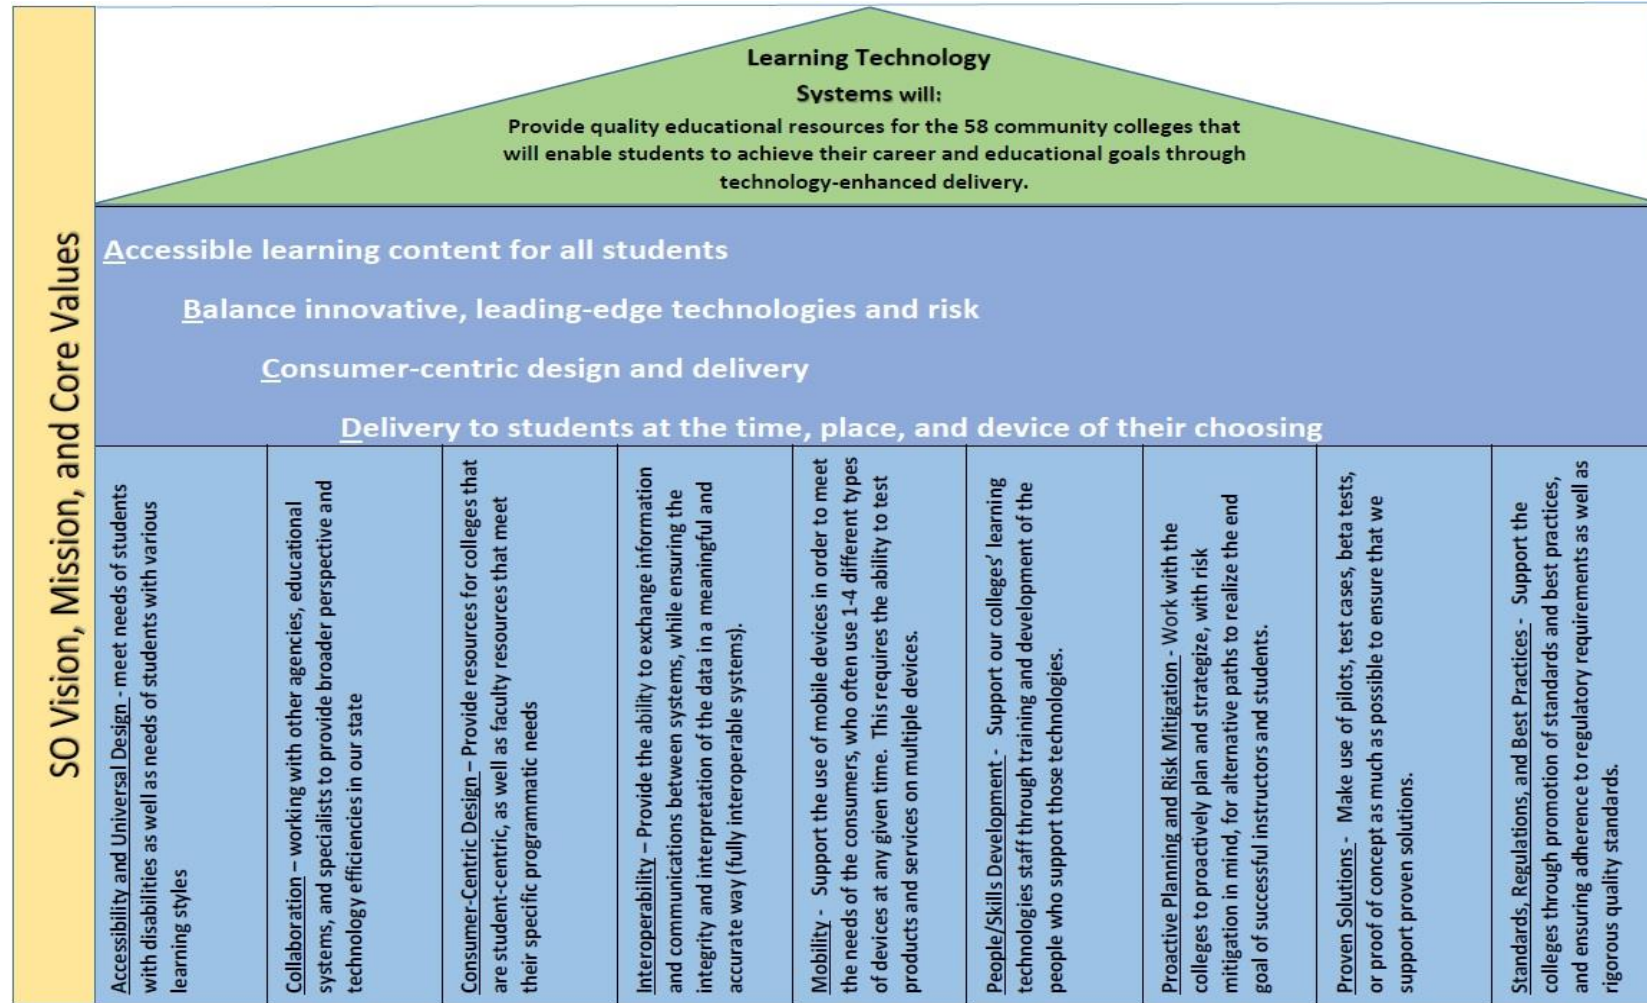 SO Vision, Mission, and Core Values
Learning Technology
Systems will:
Provide quality educational resources for the 58 community colleges that
will enable students to achieve their career and educational goals through
technology-enhanced delivery.
Accessible learning content for all students
Balance innovative, leading-edge technologies and risk
Consumer-centric design and delivery
Delivery to students at the time, place, and device of their choosing
Accessibility and Universal Design - meet needs of students
with disabilities as well as needs of students with various
learning styles
Collaboration – working with other agencies, educational
systems, and specialists to provide broader perspective and
technology efficiencies in our state
Consumer-Centric Design – Provide resources for colleges that
are student-centric, as well as faculty resources that meet
their specific programmatic needs
Interoperability – Provide the ability to exchange information
and communications between systems, while ensuring the
integrity and interpretation of the data in a meaningful and
accurate way (fully interoperable systems).
Mobility - Support the use of mobile devices in order to meet
the needs of the consumers, who often use 1-4 different types
of devices at any given time. This requires the ability to test
products and services on multiple devices.
People/Skills Development - Support our colleges' learning
technologies staff through training and development of the
people who support those technologies.
Proactive Planning and Risk Mitigation - Work with the
colleges to proactively plan and strategize, with risk
mitigation in mind, for alternative paths to realize the end
goal of successful instructors and students.
Proven Solutions - Make use of pilots, test cases, beta tests,
or proof of concept as much as possible to ensure that we
support proven solutions.
Standards, Regulations, and Best Practices - Support the
colleges through promotion of standards and best practices,
and ensuring adherence to regulatory requirements as well as
rigorous quality standards.